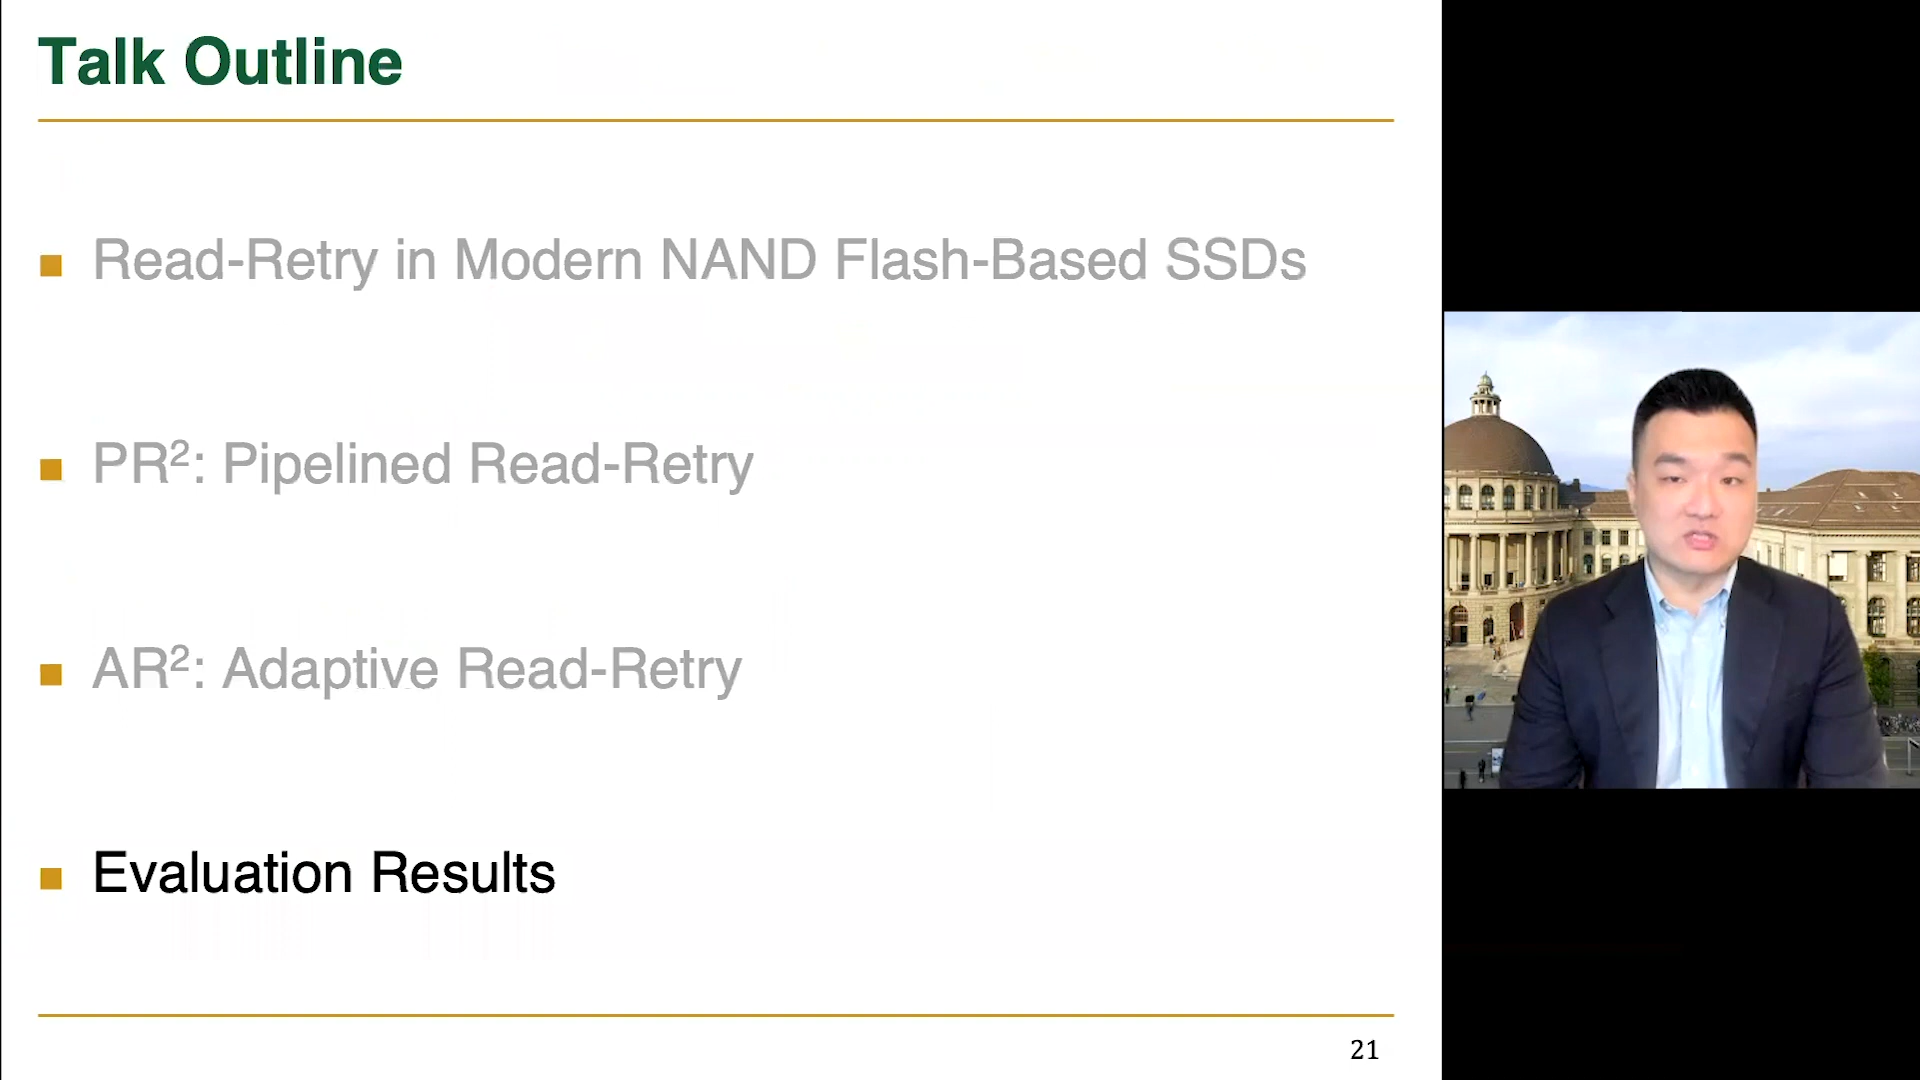 Talk Outline
Read-Retry in Modern NAND Flash-Based SSDs
PR²: Pipelined Read-Retry
AR²: Adaptive Read-Retry
Evaluation Results
21